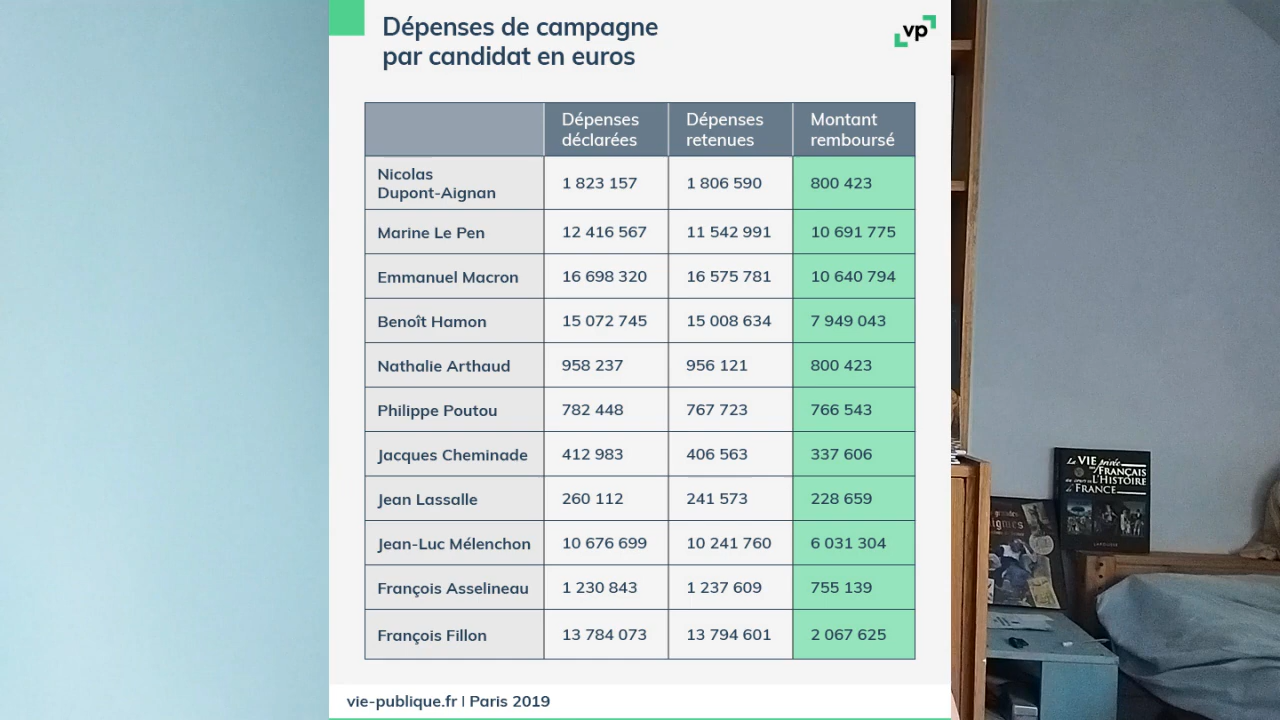 Dépenses de campagne
par candidat en euros
vp
Dépenses déclarées
Dépenses retenues
Montant remboursé
Nicolas Dupont-Aignan 1 823 157 1 806 590 800 423
Marine Le Pen 12 416 567 11 542 991 10 691 775
Emmanuel Macron 16 698 320 16 575 781 10 640 794
Benoît Hamon 15 072 745 15 008 634 7 949 043
Nathalie Arthaud 958 237 956 121 800 423
Philippe Poutou 782 448 767 723 766 543
Jacques Cheminade 412 983 406 563 337 606
Jean Lassalle 260 112 241 573 228 659
Jean-Luc Mélenchon 10 676 699 10 241 760 6 031 304
François Asselineau 1 230 843 1 237 609 755 139
François Fillon 13 784 073 13 794 601 2 067 625
vie-publique.fr | Paris 2019
La VIE privée
des FRANÇAIS
L'HISTOIRE
de FRANCE
LAROUSSE
grandes